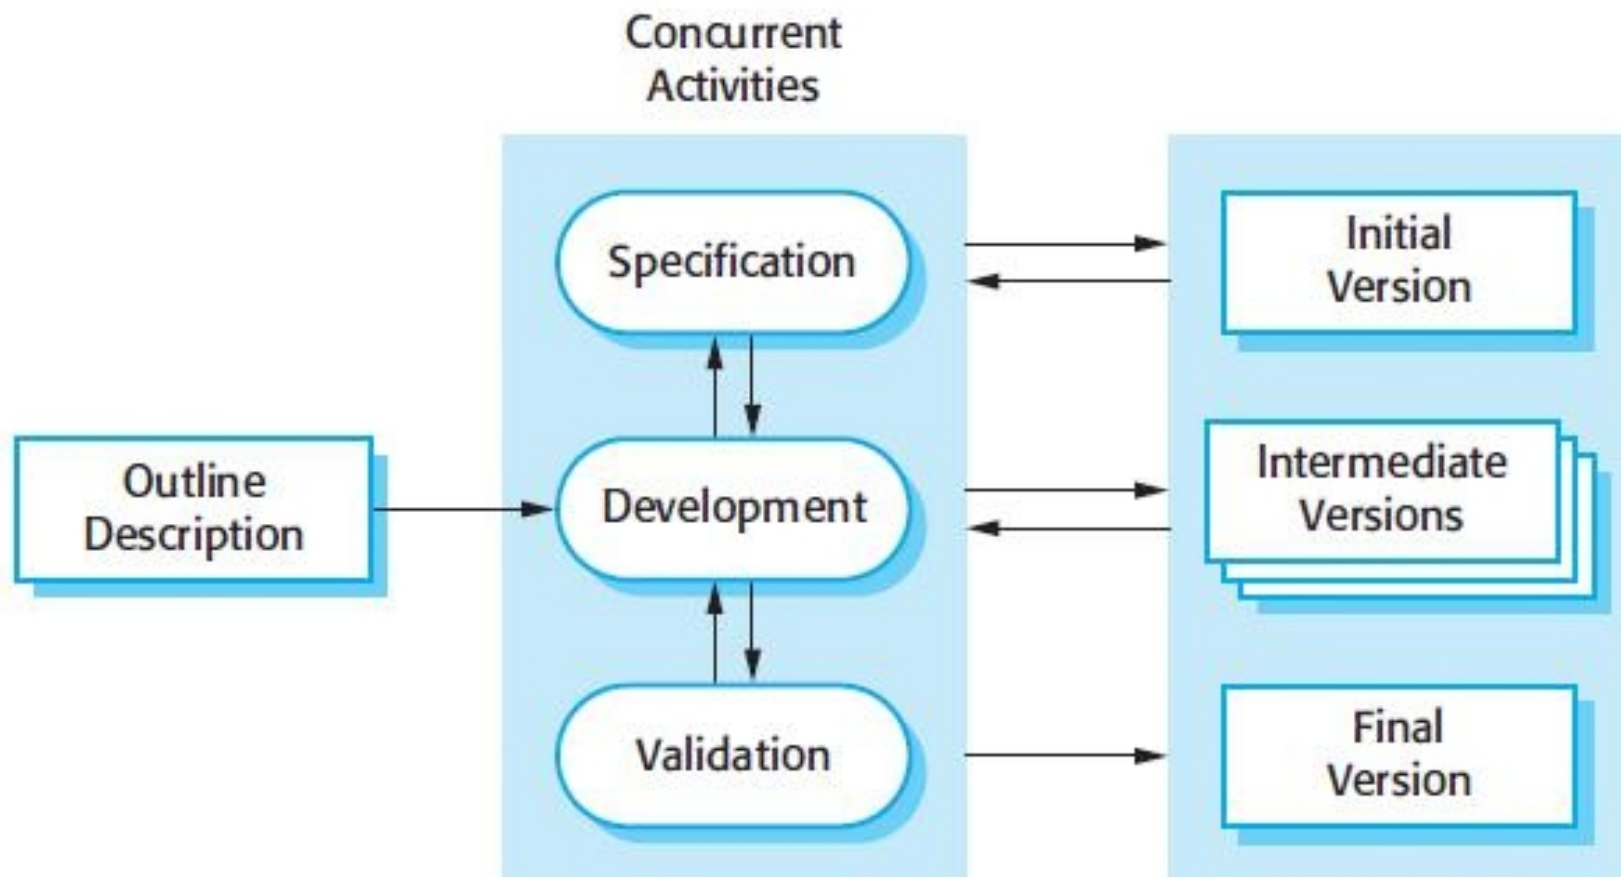 Concurrent
Activities
Specification
Initial
Version
Outline
Description
Development
Intermediate
Versions
Validation
Final
Version